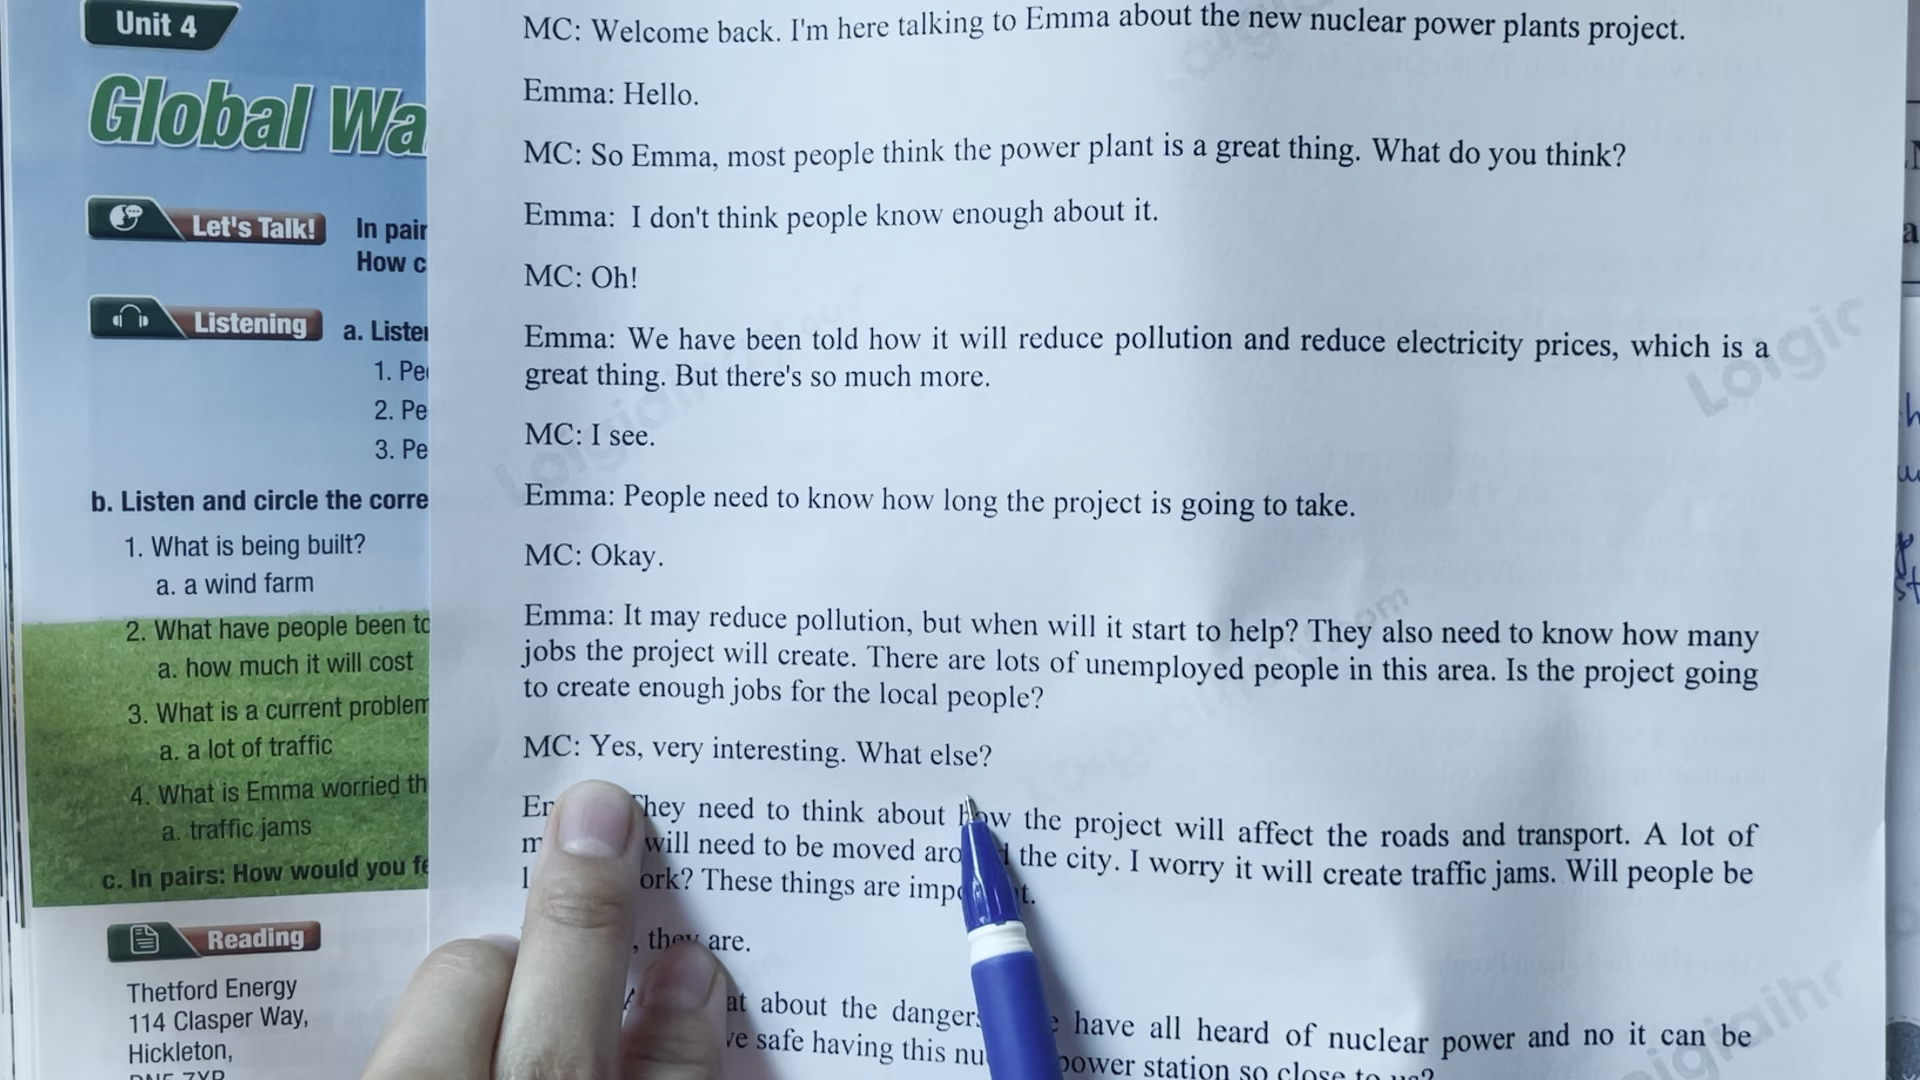 Unit 4
Global Wa
Let's Talk!
In pair
How c
Listening
a. Listen
1. Pe
2. Pe
3. Pe
b. Listen and circle the corre
1. What is being built?
a. a wind farm
2. What have people been to
a. how much it will cost
3. What is a current problem
a. a lot of traffic
4. What is Emma worried th
a. traffic jams
c. In pairs: How would you fe
Reading
Thetford Energy
114 Clasper Way,
Hickleton,
MC: Welcome back. I'm here talking to Emma about the new nuclear power plants project.
Emma: Hello.
MC: So Emma, most people think the power plant is a great thing. What do you think?
Emma: I don't think people know enough about it.
MC: Oh!
Emma: We have been told how it will reduce pollution and reduce electricity prices, which is a
great thing. But there's so much more.
MC: I see.
Emma: People need to know how long the project is going to take.
MC: Okay.
Emma: It may reduce pollution, but when will it start to help? They also need to know how many
jobs the project will create. There are lots of unemployed people in this area. Is the project going
to create enough jobs for the local people?
MC: Yes, very interesting. What else?
They need to think about how the project will affect the roads and transport. A lot of
will need to be moved around the city. I worry it will create traffic jams. Will people be
ork? These things are important.
, they are.
at about the dangers have all heard of nuclear power and no it can be
ve safe having this nu power station so close to us?